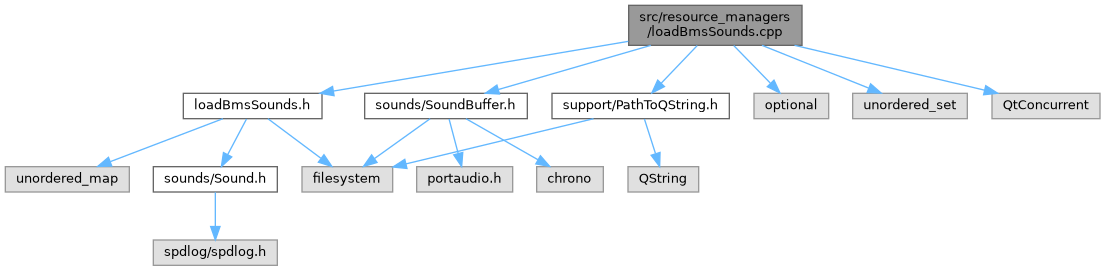 src/resource_managers
/loadBmsSounds.cpp
loadBmsSounds.h
sounds/SoundBuffer.h
support/PathToQString.h
optional
unordered_set
QtConcurrent
unordered_map
sounds/Sound.h
filesystem
portaudio.h
chrono
QString
spdlog/spdlog.h